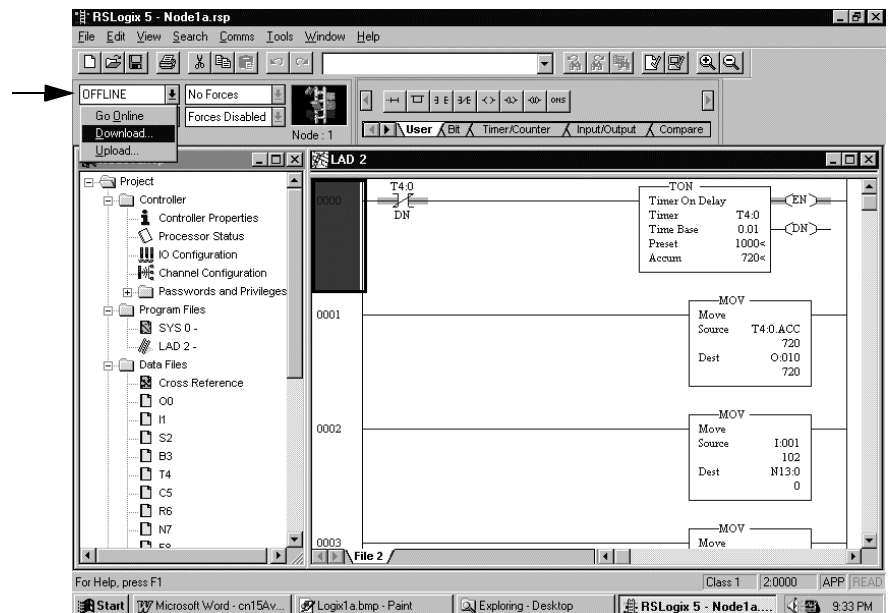 RSLogix 5 - Node1a.rsp
File Edit View Search Comms Tools Window Help
OFFLINE
No Forces
Go Online
Forces Disabled
Download...
Upload...
Node : 1
ONS
User Bit Timer/Counter Input/Output Compare
LAD 2
Project
Controller
Controller Properties
Processor Status
IO Configuration
Channel Configuration
Passwords and Privileges
Program Files
SYS 0 -
LAD 2 -
Data Files
Cross Reference
O0
I1
S2
B3
T4
C5
R6
N7
F8
0000
T4:0
DN
TON
Timer On Delay
Timer T4:0
Time Base 0.01
Preset 1000<
Accum 720<
EN
DN
0001
MOV
Move
Source T4:0.ACC
720
Dest O:010
720
0002
MOV
Move
Source I:001
102
Dest N13:0
0
0003
MOV
Move
File 2
For Help, press F1
Class 1 2:0000 APP READ
Start Microsoft Word - cn15Av... Logix1a.bmp - Paint Exploring - Desktop RSLogix 5 - Node1a.... 9:33 PM